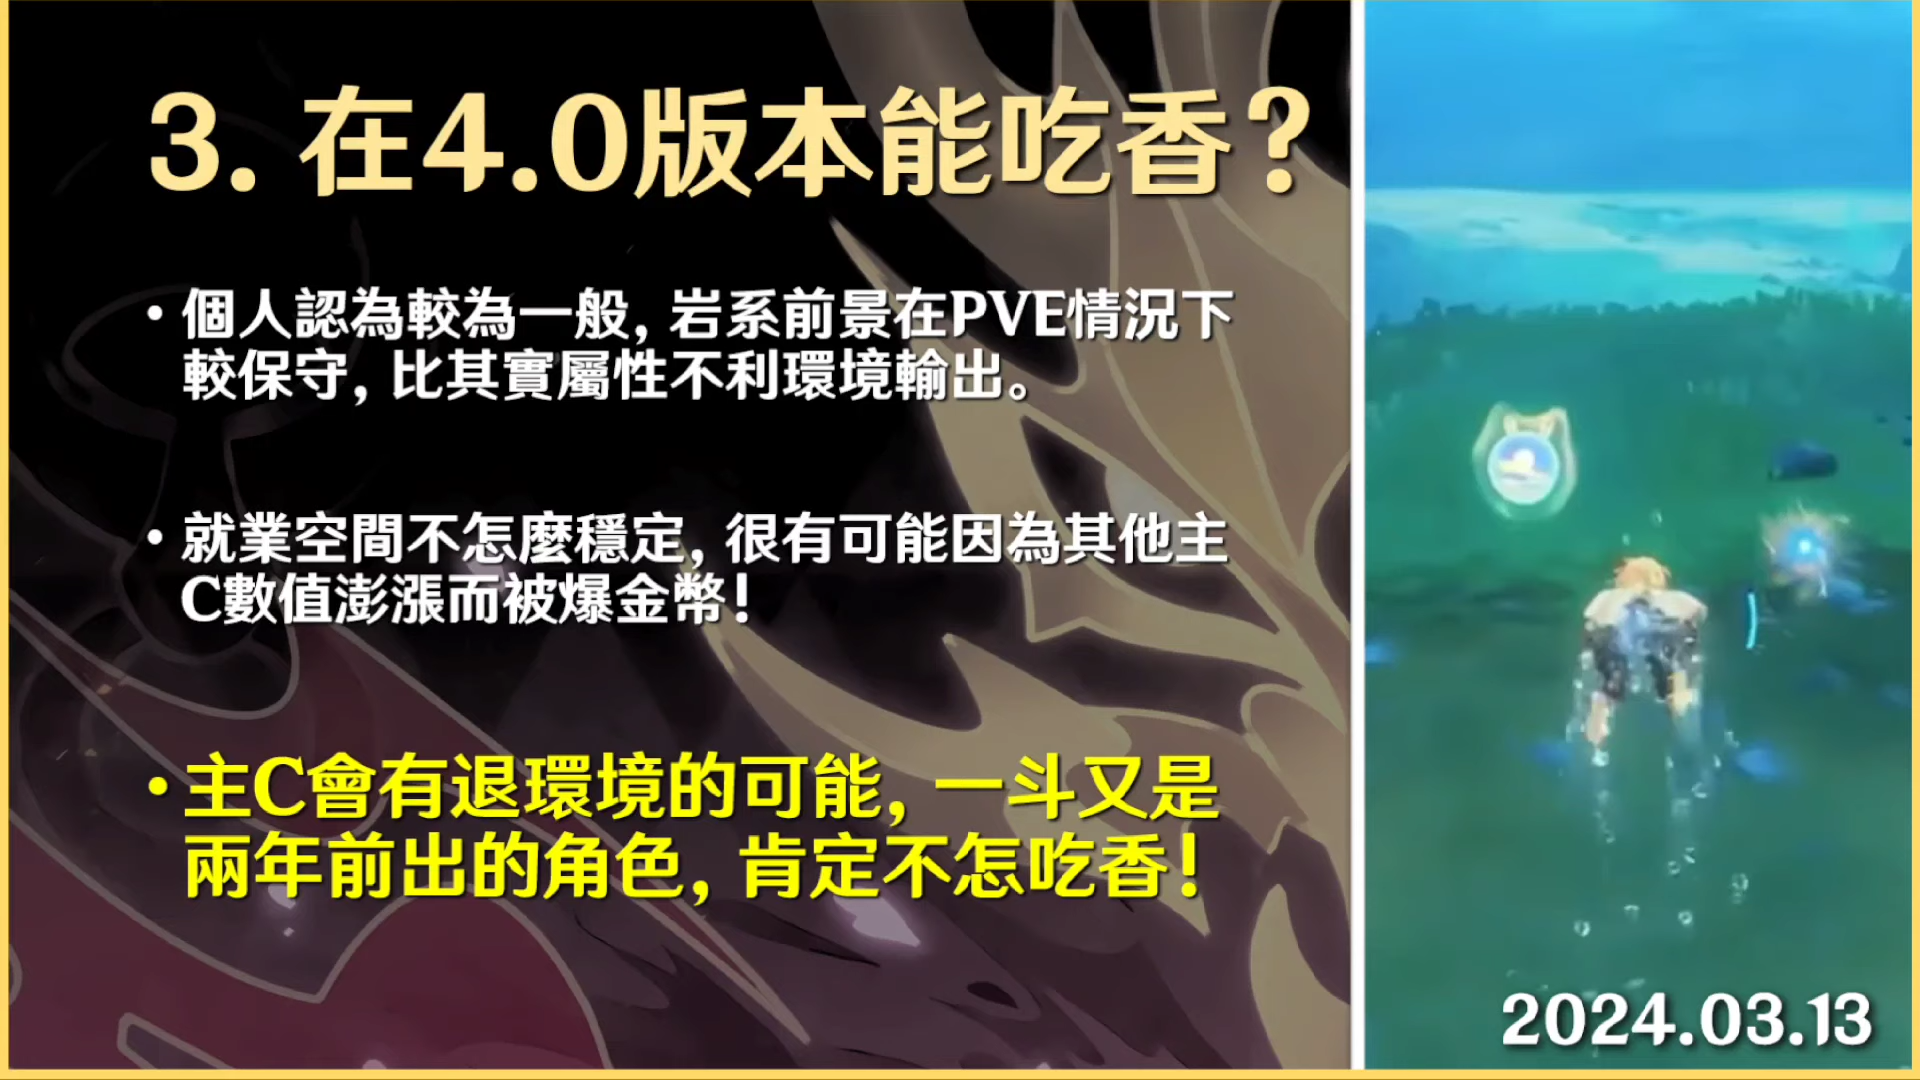 3. 在4.0版本能吃香？
• 個人認為較為一般, 岩系前景在PVE情況下
較保守, 比其實屬性不利環境輸出。
• 就業空間不怎麼穩定, 很有可能因為其他主
C數值澎漲而被爆金幣！
• 主C會有退環境的可能, 一斗又是
兩年前出的角色, 肯定不怎吃香！
2024.03.13